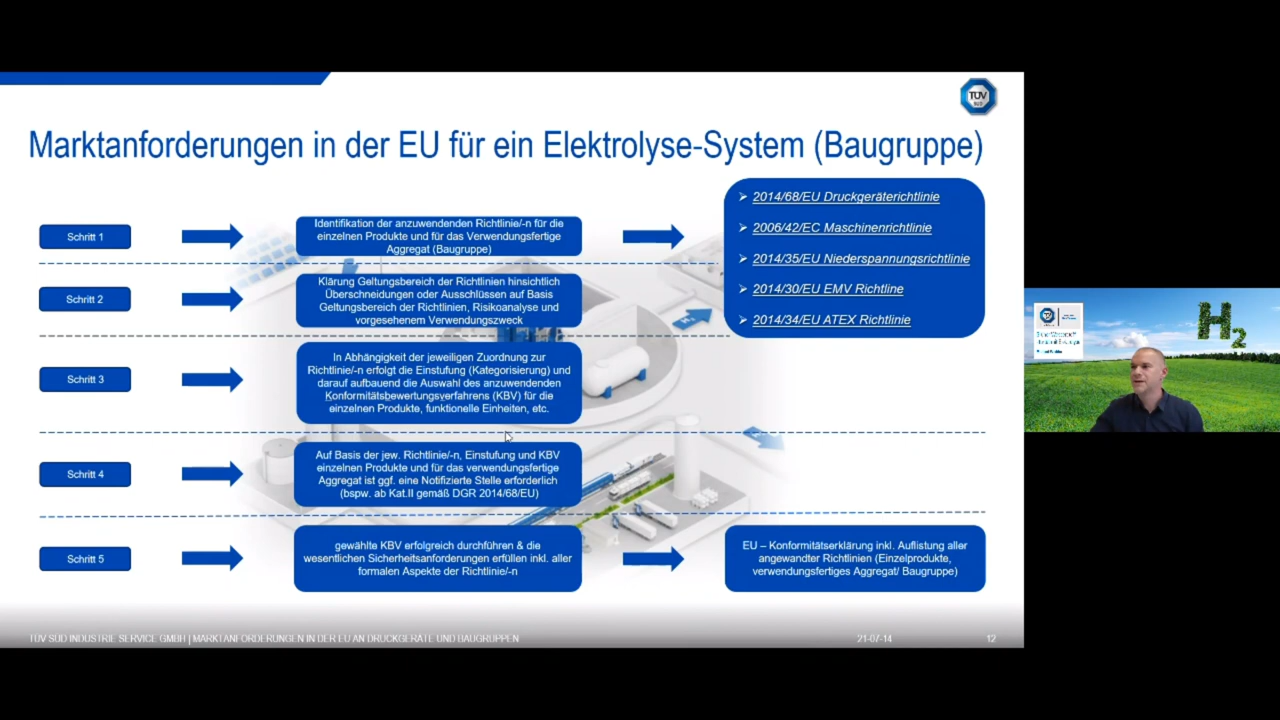 TÜV
SÜD
Marktanforderungen in der EU für ein Elektrolyse-System (Baugruppe)
Schritt 1
Identifikation der anzuwendenden Richtlinie/-n für die
einzelnen Produkte und für das Verwendungsfertige
Aggregat (Baugruppe)
➢ 2014/68/EU Druckgeräterichtlinie
➢ 2006/42/EC Maschinenrichtlinie
➢ 2014/35/EU Niederspannungsrichtlinie
➢ 2014/30/EU EMV Richtline
➢ 2014/34/EU ATEX Richtlinie
Schritt 2
Klärung Geltungsbereich der Richtlinien hinsichtlich
Überschneidungen oder Ausschlüssen auf Basis
Geltungsbereich der Richtlinien, Risikoanalyse und
vorgesehenem Verwendungszweck
Schritt 3
In Abhängigkeit der jeweiligen Zuordnung zur
Richtlinie/-n erfolgt die Einstufung (Kategorisierung) und
darauf aufbauend die Auswahl des anzuwendenden
Konformitätsbewertungsverfahrens (KBV) für die
einzelnen Produkte, funktionelle Einheiten, etc.
Schritt 4
Auf Basis der jew. Richtlinie/-n, Einstufung und KBV
einzelnen Produkte und für das verwendungsfertige
Aggregat ist ggf. eine Notifizierte Stelle erforderlich
(bspw. ab Kat.II gemäß DGR 2014/68/EU)
Schritt 5
gewählte KBV erfolgreich durchführen & die
wesentlichen Sicherheitsanforderungen erfüllen inkl. aller
formalen Aspekte der Richtlinie/-n
EU – Konformitätserklärung inkl. Auflistung aller
angewandter Richtlinien (Einzelprodukte,
verwendungsfertiges Aggregat/ Baugruppe)
TÜV SÜD INDUSTRIE SERVICE GMBH | MARKTANFORDERUNGEN IN DER EU AN DRUCKGERÄTE UND BAUGRUPPEN
21-07-14
12
H2